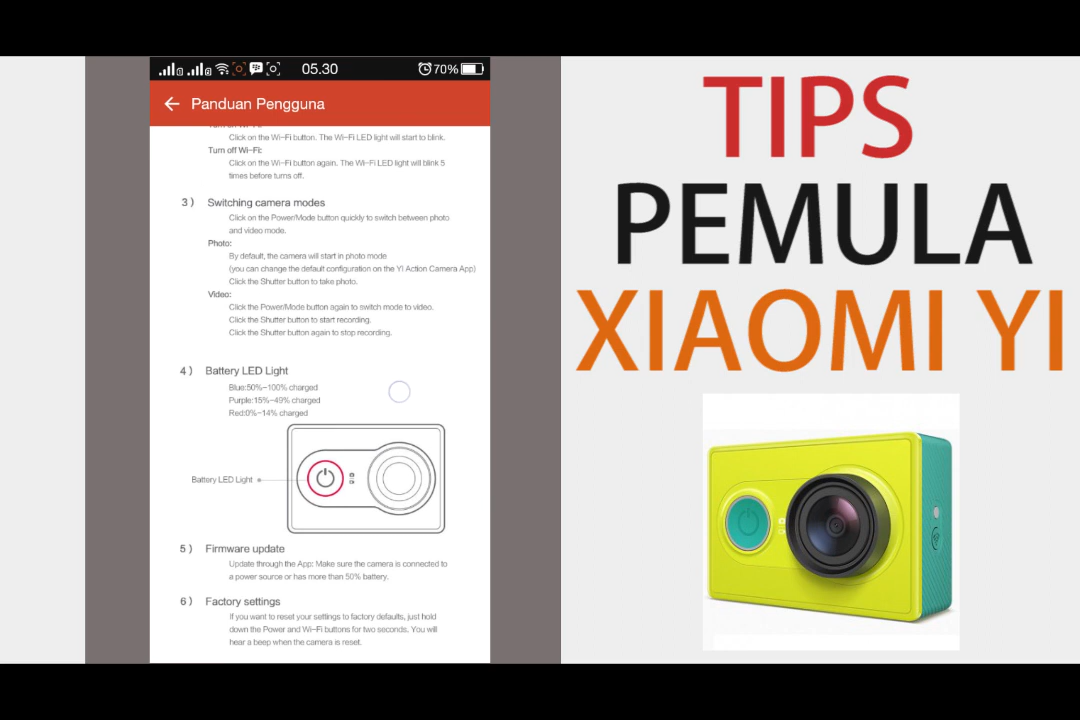 05.30
70%
Panduan Pengguna
Turn on Wi-Fi:
Click on the Wi-Fi button. The Wi-Fi LED light will start to blink.
Turn off Wi-Fi:
Click on the Wi-Fi button again. The Wi-Fi LED light will blink 5
times before turns off.
3) Switching camera modes
Click on the Power/Mode button quickly to switch between photo
and video mode.
Photo:
By default, the camera will start in photo mode
(you can change the default configuration on the YI Action Camera App)
Click the Shutter button to take photo.
Video:
Click the Power/Mode button again to switch mode to video.
Click the Shutter button to start recording.
Click the Shutter button again to stop recording.
4) Battery LED Light
Blue:50%-100% charged
Purple:15%-49% charged
Red:0%-14% charged
Battery LED Light
5) Firmware update
Update through the App: Make sure the camera is connected to
a power source or has more than 50% battery.
6) Factory settings
If you want to reset your settings to factory defaults, just hold
down the Power and Wi-Fi buttons for two seconds. You will
hear a beep when the camera is reset.
TIPS
PEMULA
XIAOMI YI